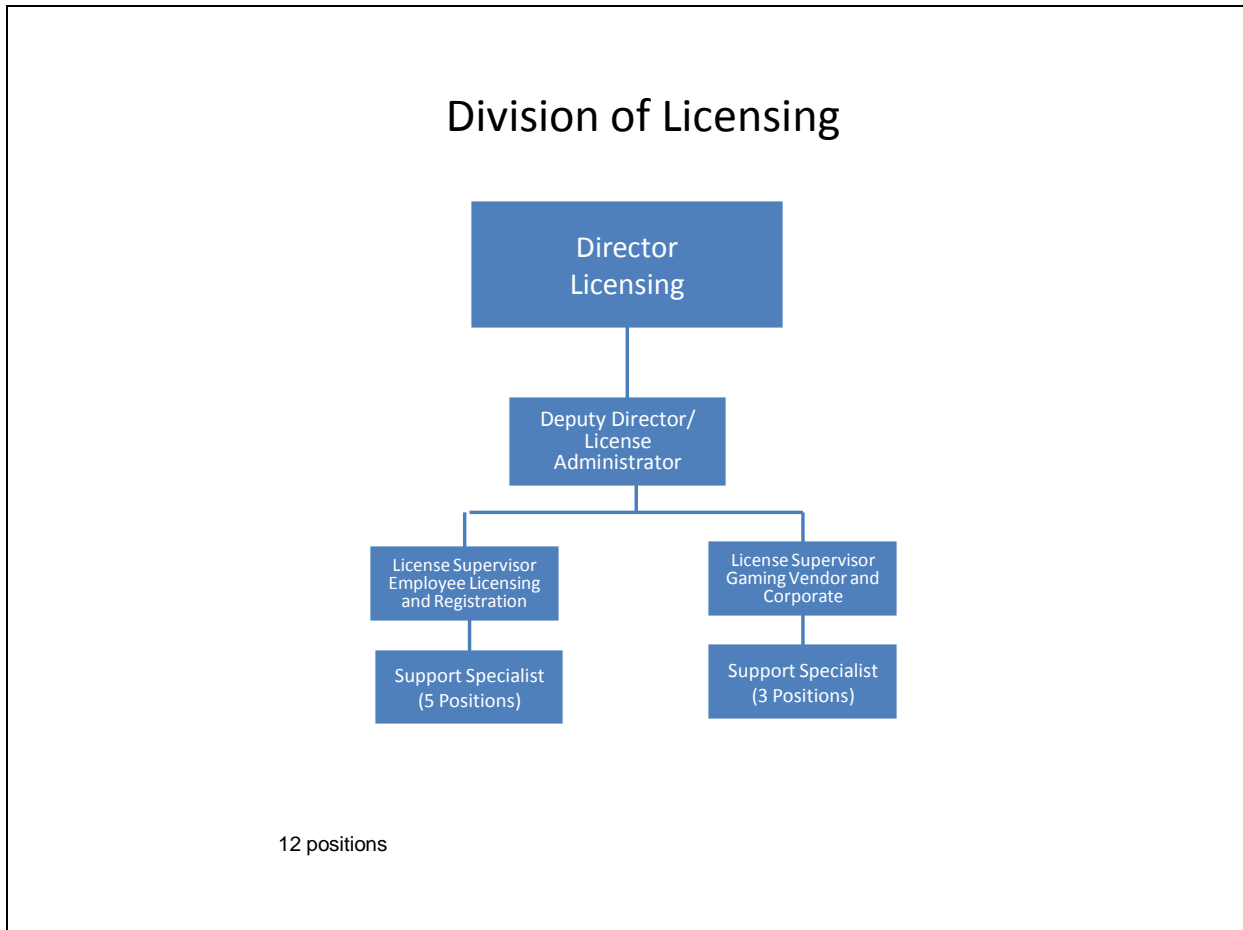 Division of Licensing
Director
Licensing
Deputy Director/
License
Administrator
License Supervisor
Employee Licensing
and Registration
License Supervisor
Gaming Vendor and
Corporate
Support Specialist
(5 Positions)
Support Specialist
(3 Positions)
12 positions